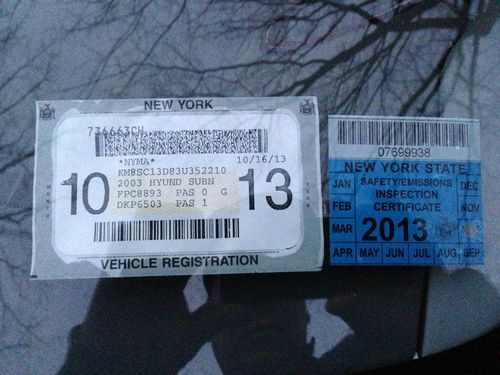 NEW YORK
736663CH
*NYMA* 10/16/13
KM8SC13D83U352210
10 2003 HYUND SUBN 13
FPC8893 PAS 0 G
DKP6503 PAS 1
VEHICLE REGISTRATION
07699938
NEW YORK STATE
JAN SAFETY/EMISSIONS DEC
INSPECTION
FEB CERTIFICATE NOV
MAR 2013
APR MAY JUN JUL AUG SEP